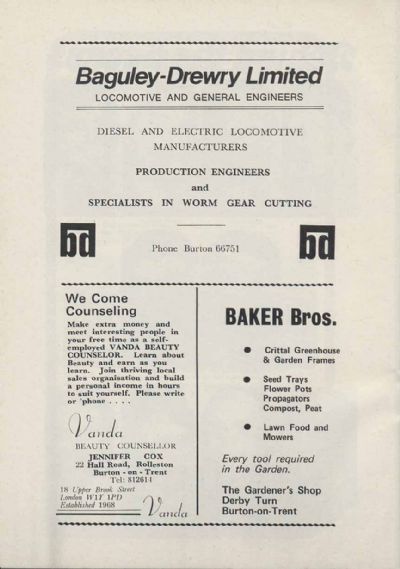 Baguley-Drewry Limited
LOCOMOTIVE AND GENERAL ENGINEERS
DIESEL AND ELECTRIC LOCOMOTIVE
MANUFACTURERS
PRODUCTION ENGINEERS
and
SPECIALISTS IN WORM GEAR CUTTING
bd
Phone Burton 66751
bd
We Come
Counseling
Make extra money and
meet interesting people in
your free time as a self-
employed VANDA BEAUTY
COUNSELOR. Learn about
Beauty and earn as you
learn. Join thriving local
sales organisation and build
a personal income in hours
to suit yourself. Please write
or 'phone . . . .
Vanda
BEAUTY COUNSELLOR
JENNIFER COX
22 Hall Road, Rolleston
Burton - on - Trent
Tel: 812614
18 Upper Brook Street
London W1Y 1PD
Established 1968
Vanda
BAKER Bros.
● Crittal Greenhouse
& Garden Frames
● Seed Trays
Flower Pots
Propagators
Compost, Peat
● Lawn Food and
Mowers
Every tool required
in the Garden.
The Gardener's Shop
Derby Turn
Burton-on-Trent